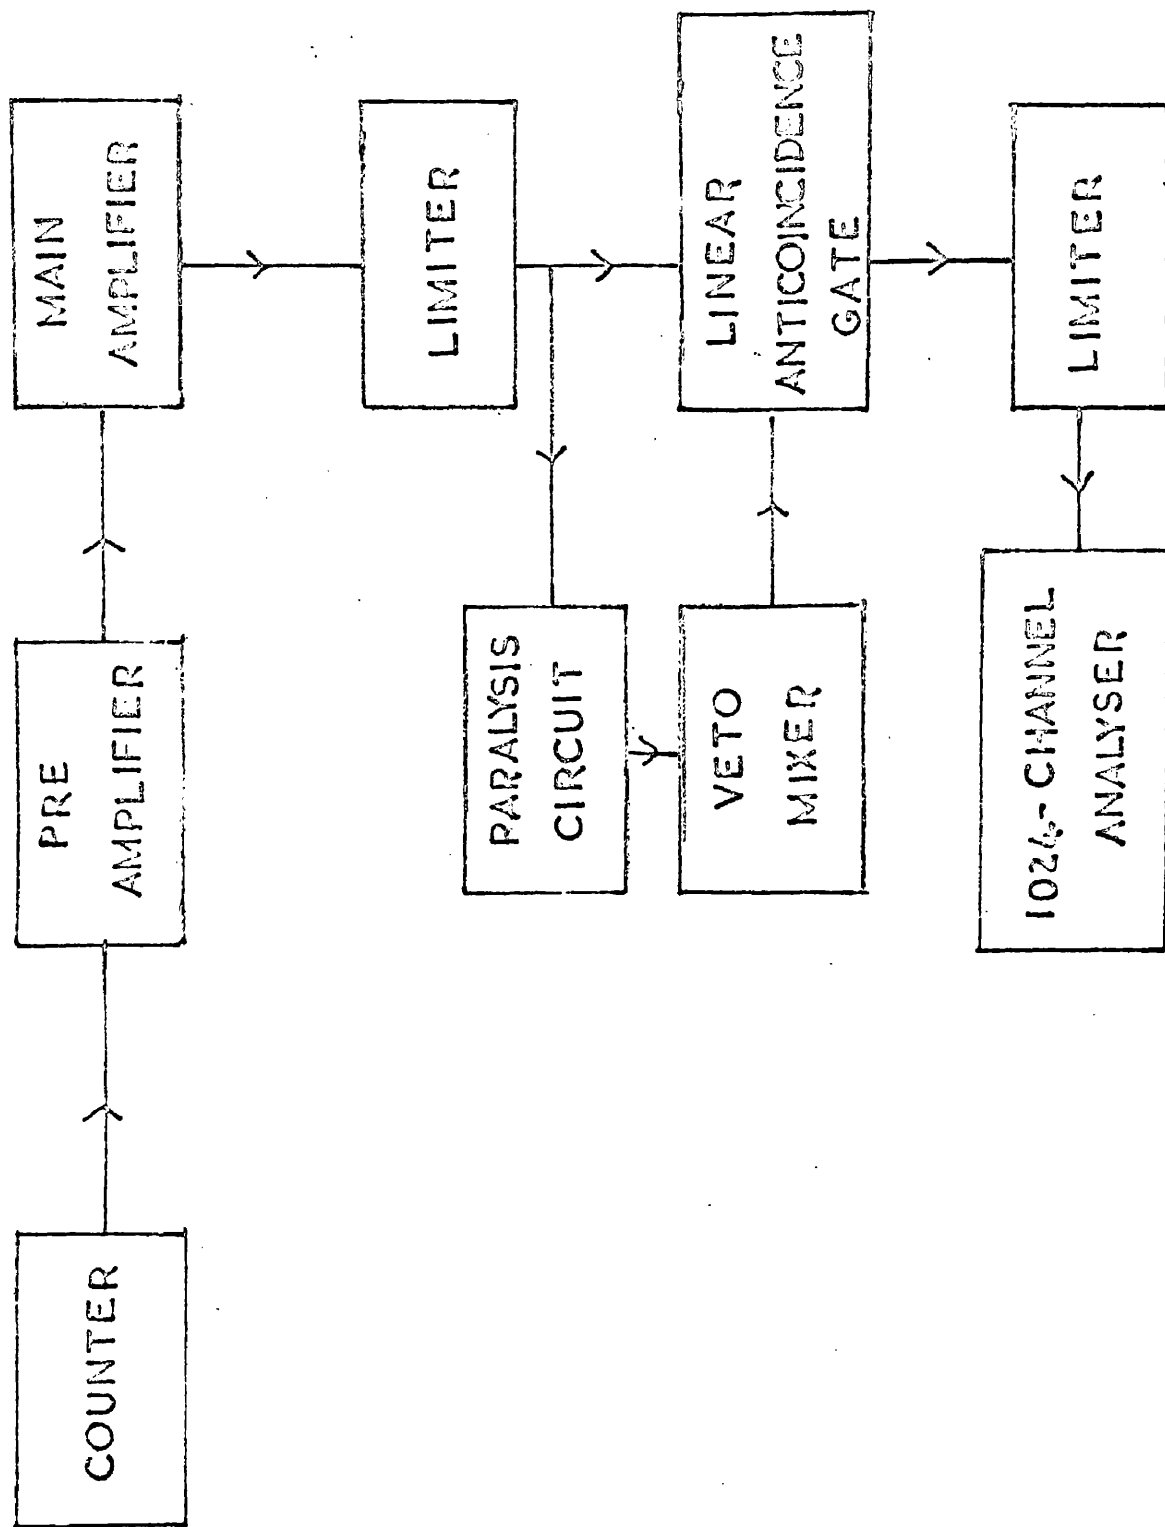 COUNTER
PRE
AMPLIFIER
MAIN
AMPLIFIER
LIMITER
PARALYSIS
CIRCUIT
VETO
MIXER
LINEAR
ANTICOINCIDENCE
GATE
LIMITER
1024-CHANNEL
ANALYSER